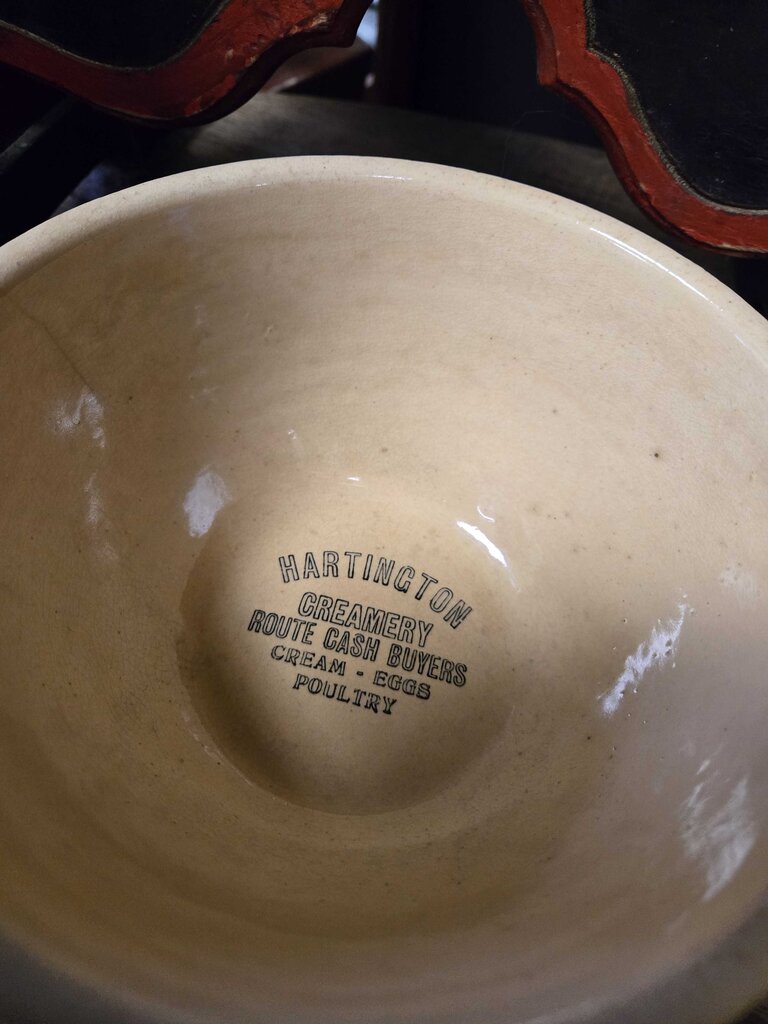 HARTINGTON
CREAMERY
ROUTE CASH BUYERS
CREAM - EGGS
POULTRY